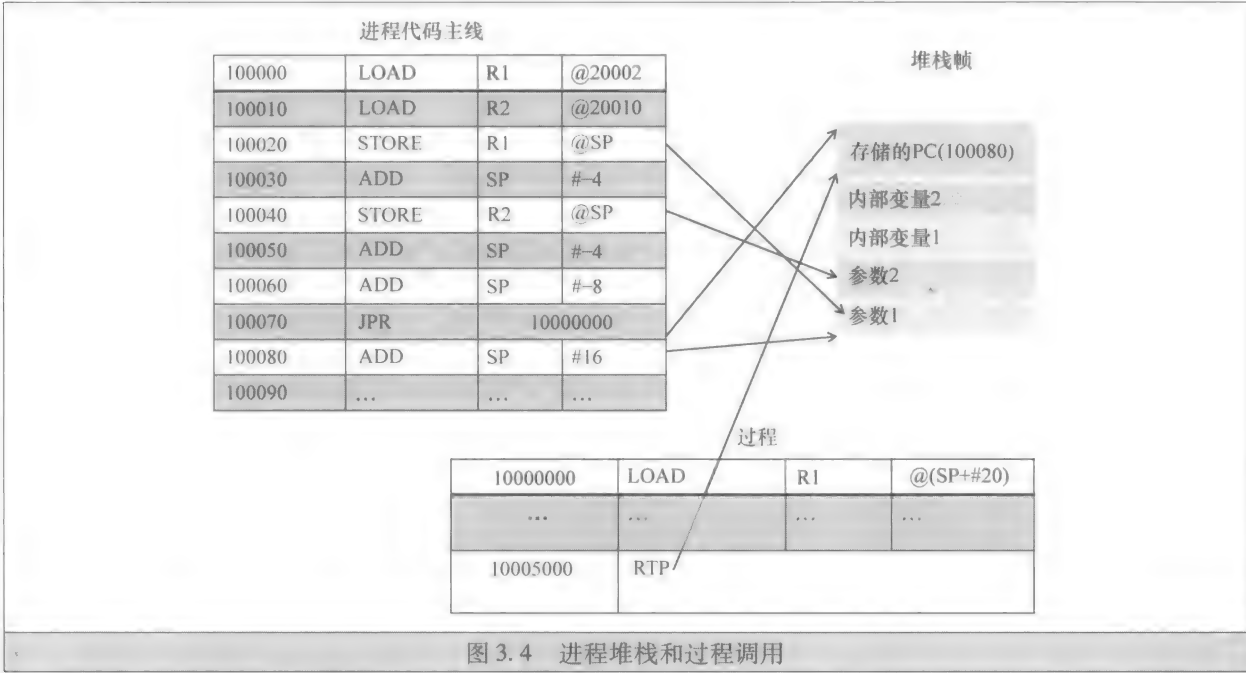 进程代码主线
堆栈帧
100000 LOAD R1 @20002
100010 LOAD R2 @20010
100020 STORE R1 @SP
100030 ADD SP #-4
100040 STORE R2 @SP
100050 ADD SP #-4
100060 ADD SP #-8
100070 JPR 10000000
100080 ADD SP #16
100090 … … …
存储的PC(100080)
内部变量2
内部变量1
参数2
参数1
过程
10000000 LOAD R1 @(SP+#20)
… … … …
10005000 RTP
图 3.4 进程堆栈和过程调用